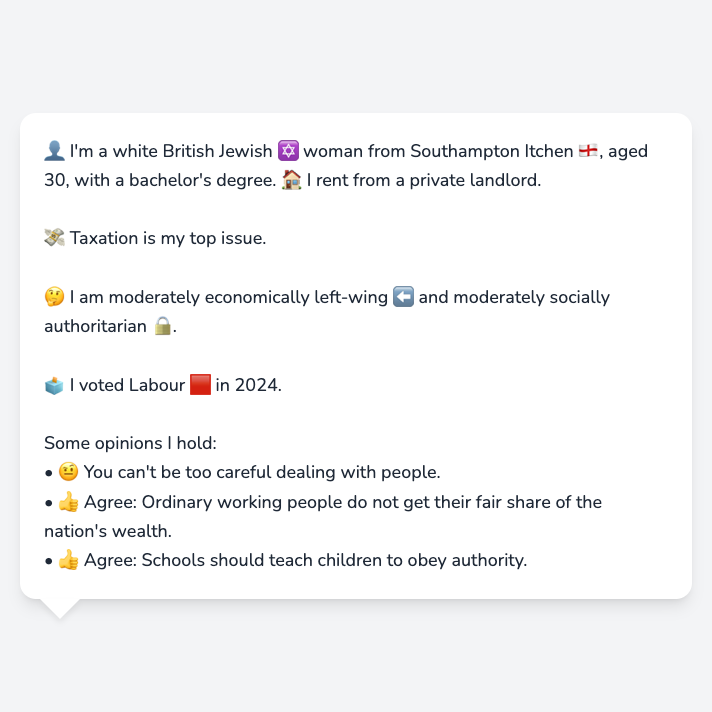 👤 I'm a white British Jewish ✡️ woman from Southampton Itchen 🏴󠁧󠁢󠁥󠁮󠁧󠁿, aged
30, with a bachelor's degree. 🏠 I rent from a private landlord.
💸 Taxation is my top issue.
🤔 I am moderately economically left-wing ⬅️ and moderately socially
authoritarian 🔒.
🗳️ I voted Labour 🟥 in 2024.
Some opinions I hold:
• 🤨 You can't be too careful dealing with people.
• 👍 Agree: Ordinary working people do not get their fair share of the
nation's wealth.
• 👍 Agree: Schools should teach children to obey authority.